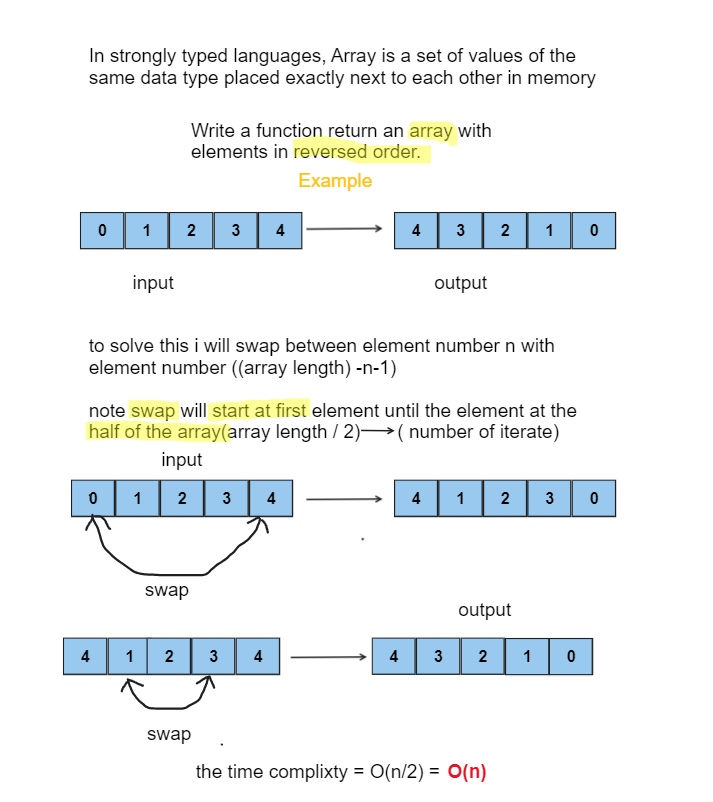 In strongly typed languages, Array is a set of values of the
same data type placed exactly next to each other in memory
Write a function return an array with
elements in reversed order.
Example
0 1 2 3 4 4 3 2 1 0
input output
to solve this i will swap between element number n with
element number ((array length) -n-1)
note swap will start at first element until the element at the
half of the array(array length / 2) ( number of iterate)
input
0 1 2 3 4 4 1 2 3 0
swap
output
4 1 2 3 4 4 3 2 1 0
swap
the time complixty = O(n/2) = O(n)